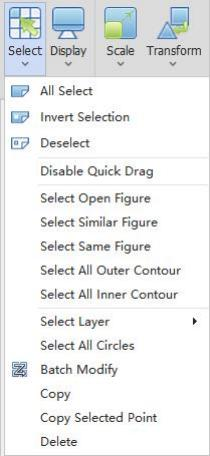 Select Display Scale Transform
All Select
Invert Selection
Deselect
Disable Quick Drag
Select Open Figure
Select Similar Figure
Select Same Figure
Select All Outer Contour
Select All Inner Contour
Select Layer
Select All Circles
Batch Modify
Copy
Copy Selected Point
Delete